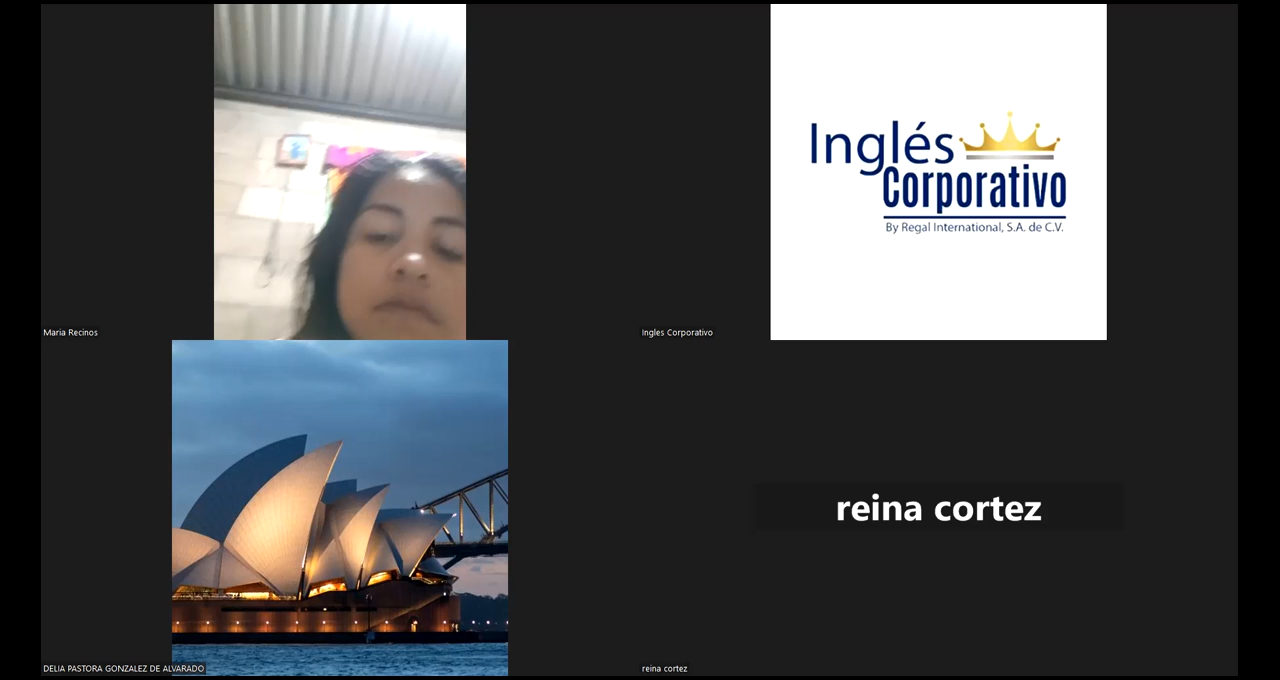 Inglés
Corporativo
By Regal International, S.A. de C.V.
Maria Recinos
Ingles Corporativo
reina cortez
DELIA PASTORA GONZALEZ DE ALVARADO
reina cortez